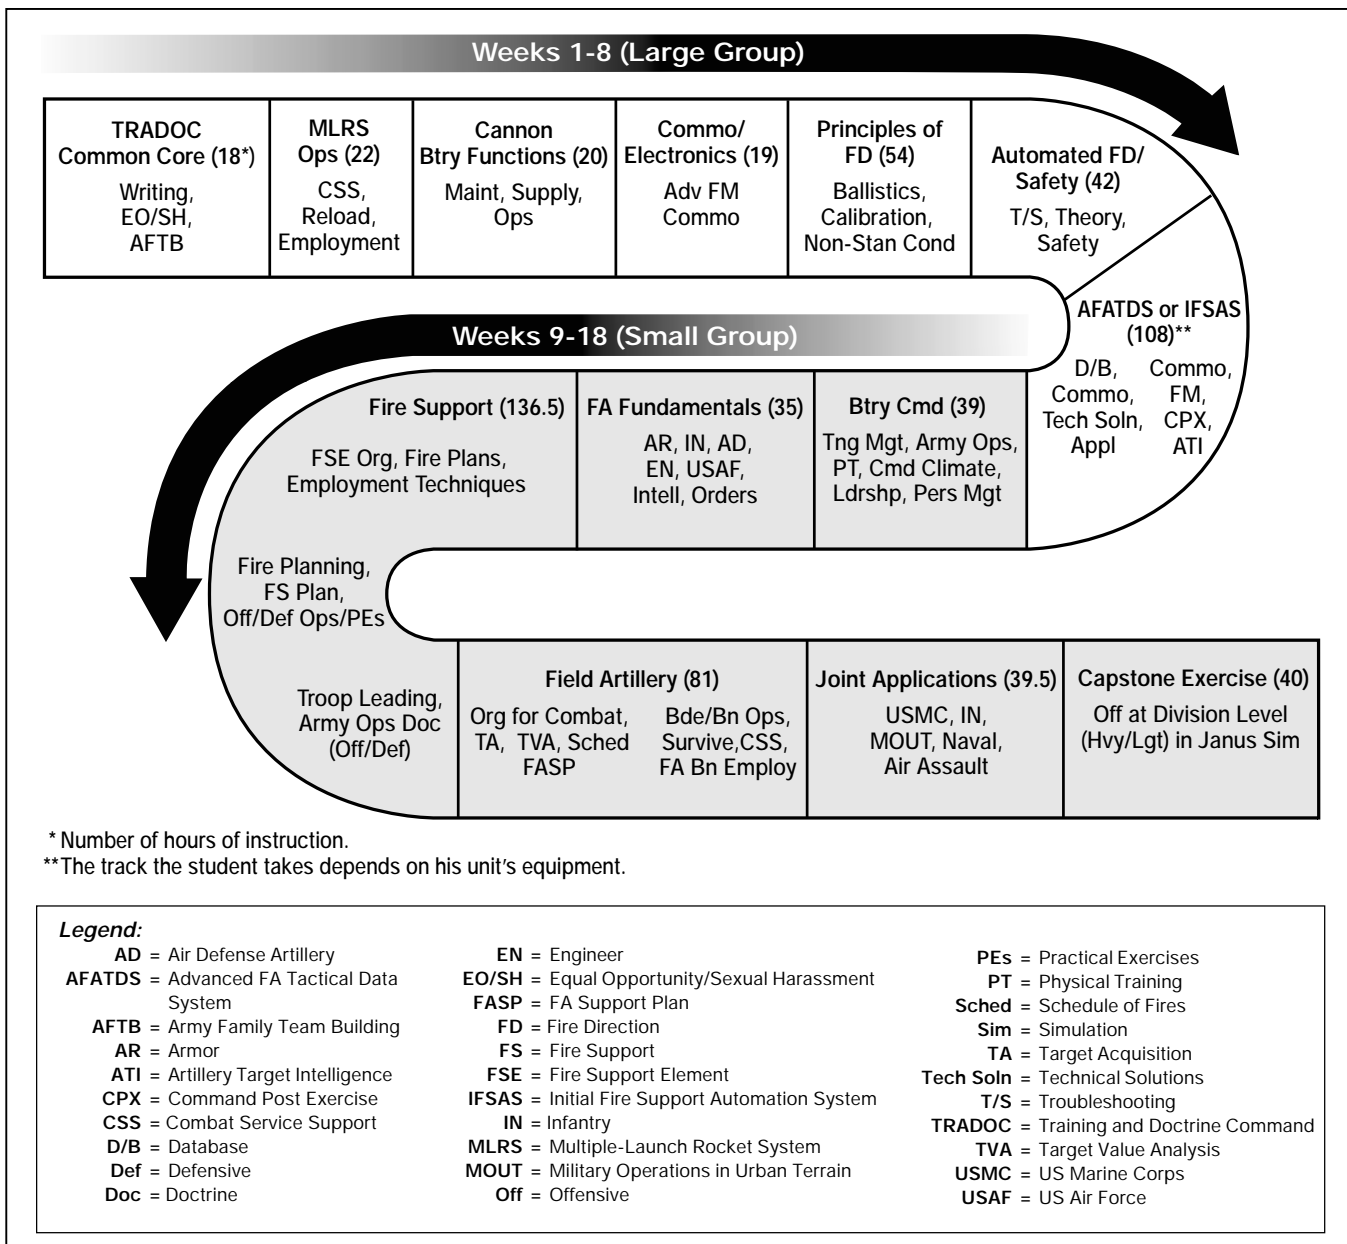 Weeks 1-8 (Large Group)
TRADOC
Common Core (18*)
Writing,
EO/SH,
AFTB
MLRS
Ops (22)
CSS,
Reload,
Employment
Cannon
Btry Functions (20)
Maint, Supply,
Ops
Commo/
Electronics (19)
Adv FM
Commo
Principles of
FD (54)
Ballistics,
Calibration,
Non-Stan Cond
Automated FD/
Safety (42)
T/S, Theory,
Safety
AFATDS or IFSAS
(108)**
D/B,
Commo,
Tech Soln,
Appl
Commo,
FM,
CPX,
ATI
Weeks 9-18 (Small Group)
Btry Cmd (39)
Tng Mgt, Army Ops,
PT, Cmd Climate,
Ldrshp, Pers Mgt
FA Fundamentals (35)
AR, IN, AD,
EN, USAF,
Intell, Orders
Fire Support (136.5)
FSE Org, Fire Plans,
Employment Techniques
Fire Planning,
FS Plan,
Off/Def Ops/PEs
Troop Leading,
Army Ops Doc
(Off/Def)
Field Artillery (81)
Org for Combat,
TA, TVA, Sched
FASP
Bde/Bn Ops,
Survive,CSS,
FA Bn Employ
Joint Applications (39.5)
USMC, IN,
MOUT, Naval,
Air Assault
Capstone Exercise (40)
Off at Division Level
(Hvy/Lgt) in Janus Sim
* Number of hours of instruction.
**The track the student takes depends on his unit's equipment.
Legend:
AD = Air Defense Artillery
AFATDS = Advanced FA Tactical Data
System
AFTB = Army Family Team Building
AR = Armor
ATI = Artillery Target Intelligence
CPX = Command Post Exercise
CSS = Combat Service Support
D/B = Database
Def = Defensive
Doc = Doctrine
EN = Engineer
EO/SH = Equal Opportunity/Sexual Harassment
FASP = FA Support Plan
FD = Fire Direction
FS = Fire Support
FSE = Fire Support Element
IFSAS = Initial Fire Support Automation System
IN = Infantry
MLRS = Multiple-Launch Rocket System
MOUT = Military Operations in Urban Terrain
Off = Offensive
PEs = Practical Exercises
PT = Physical Training
Sched = Schedule of Fires
Sim = Simulation
TA = Target Acquisition
Tech Soln = Technical Solutions
T/S = Troubleshooting
TRADOC = Training and Doctrine Command
TVA = Target Value Analysis
USMC = US Marine Corps
USAF = US Air Force